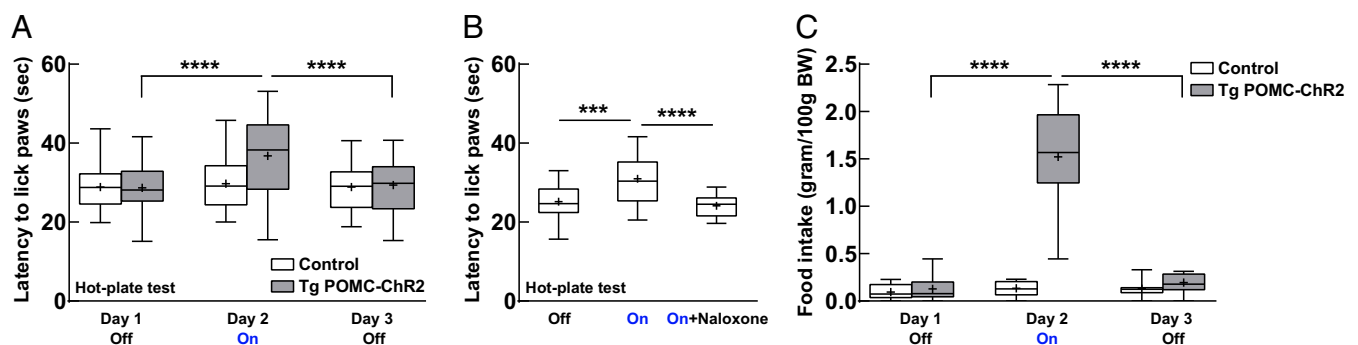 A
Latency to lick paws (sec)
60
40
20
0
**** ****
Control
Tg POMC-ChR2
Hot-plate test
Day 1 Day 2 Day 3
Off On Off
B
Latency to lick paws (sec)
60
40
20
0
*** ****
Hot-plate test
Off On On+Naloxone
C
Food intake (gram/100g BW)
2.5
2.0
1.5
1.0
0.5
0.0
**** ****
Control
Tg POMC-ChR2
Day 1 Day 2 Day 3
Off On Off